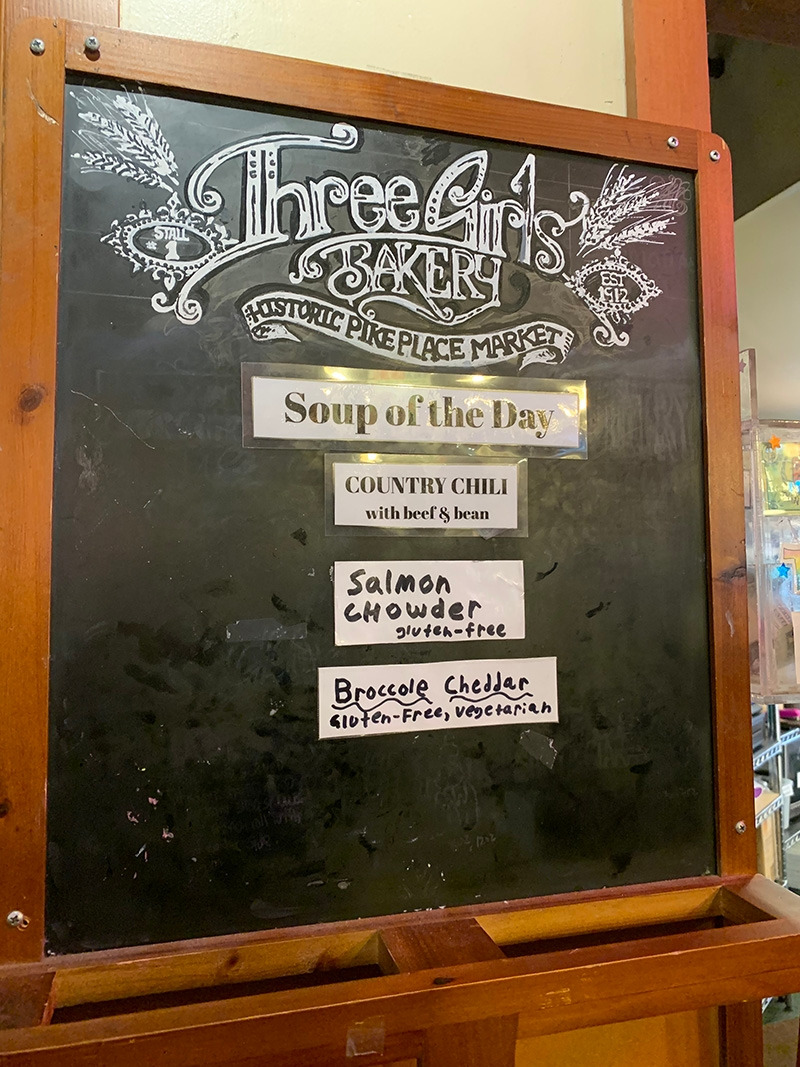 Three Girls
BAKERY
STALL
# 1
EST
1912
HISTORIC PIKE PLACE MARKET
Soup of the Day
COUNTRY CHILI
with beef & bean
Salmon
CHowder
gluten-free
Broccole Cheddar
Gluten-Free, vegetarian